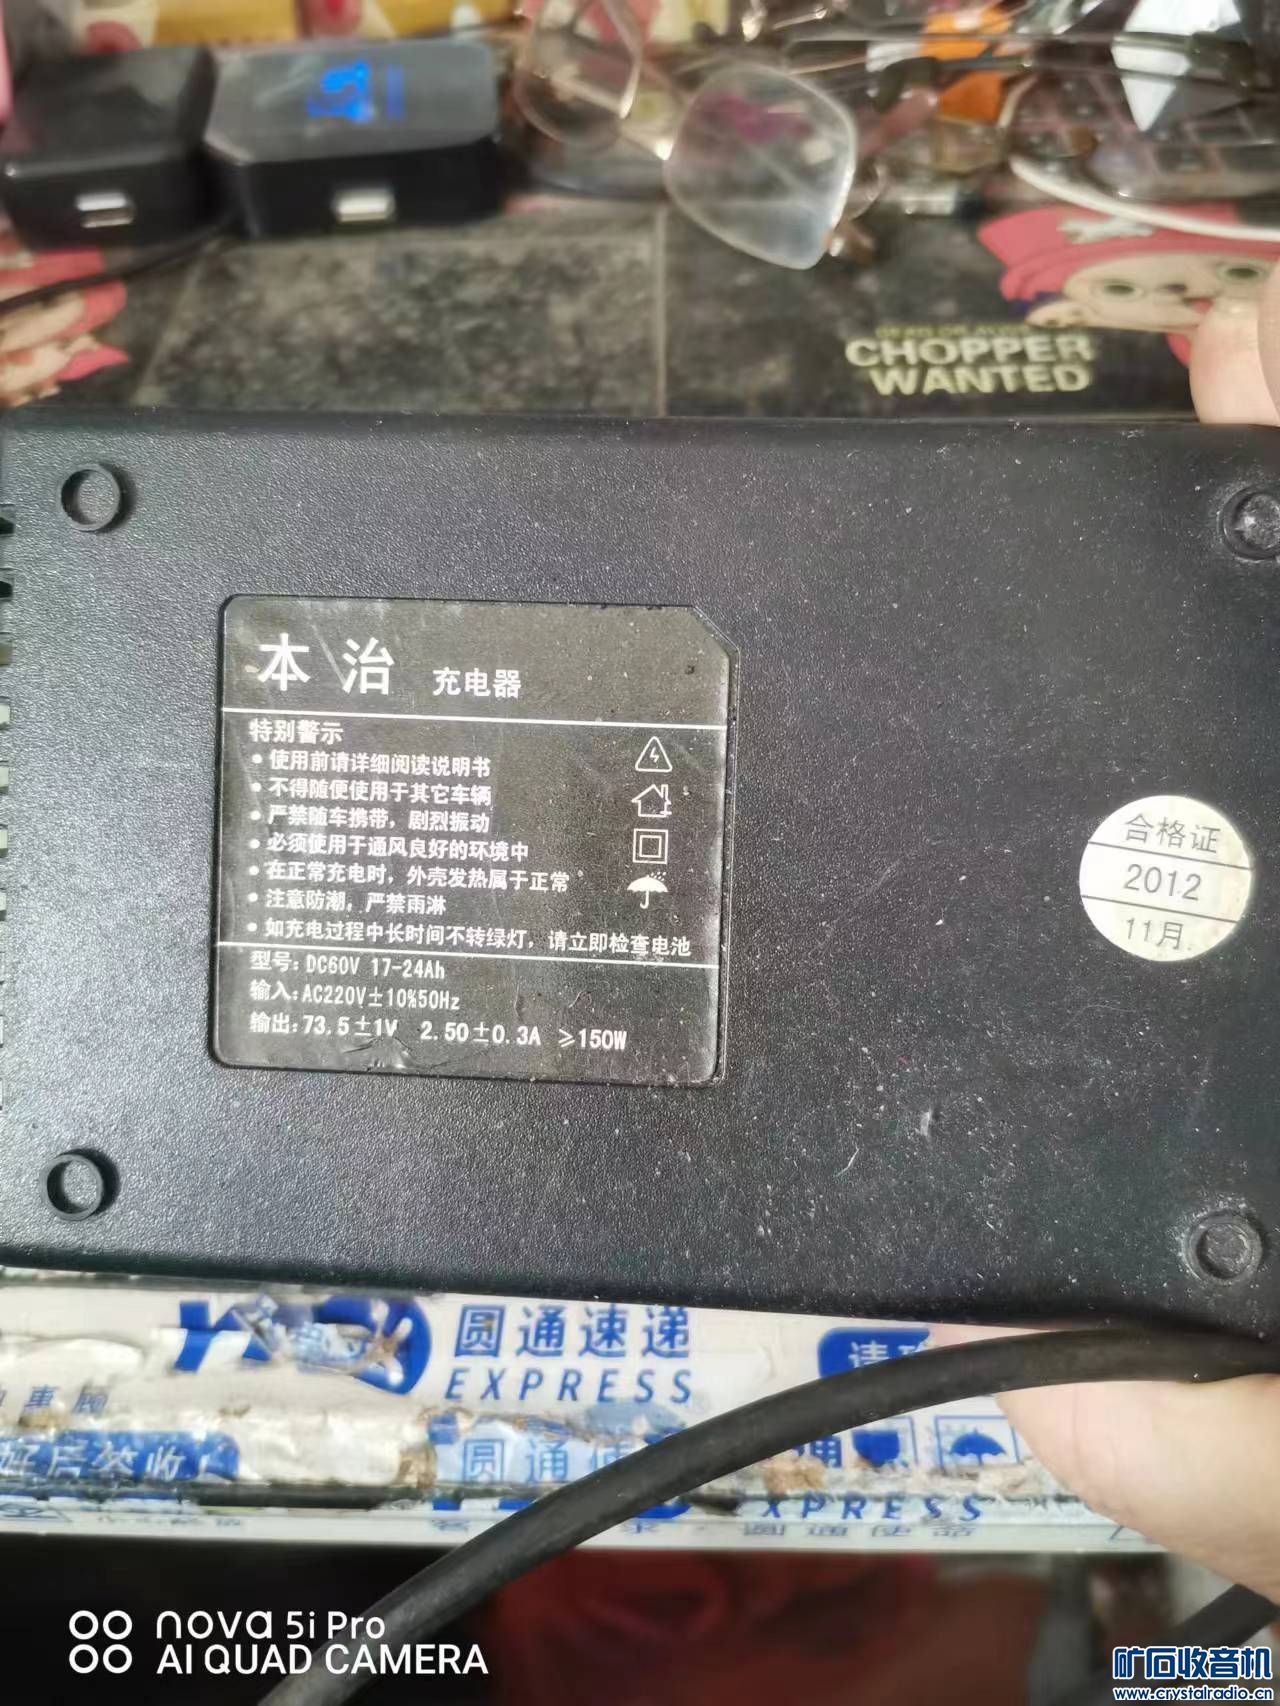 CHOPPER
WANTED
本治 充电器
特别警示
• 使用前请详细阅读说明书
• 不得随便使用于其它车辆
• 严禁随车携带，剧烈振动
• 必须使用于通风良好的环境中
• 在正常充电时，外壳发热属于正常
• 注意防潮，严禁雨淋
• 如充电过程中长时间不转绿灯，请立即检查电池
型号: DC60V 17-24Ah
输入: AC220V±10%50Hz
输出: 73.5±1V 2.50±0.3A ≥150W
合格证
2012
11月
圆通速递
EXPRESS
请
圆通
XPRESS
nova 5i Pro
AI QUAD CAMERA
矿石收音机
www.crystalradio.cn